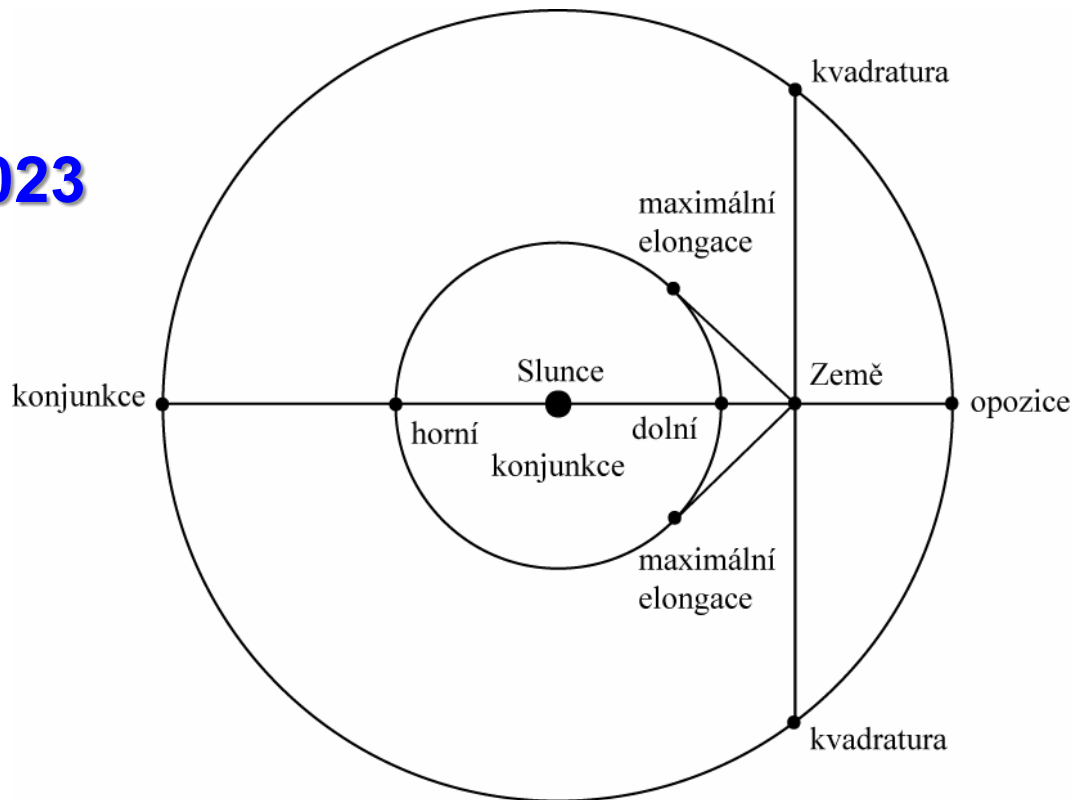 kvadratura
023
maximální
elongace
Slunce
Země
konjunkce
opozice
horní
dolní
konjunkce
maximální
elongace
kvadratura